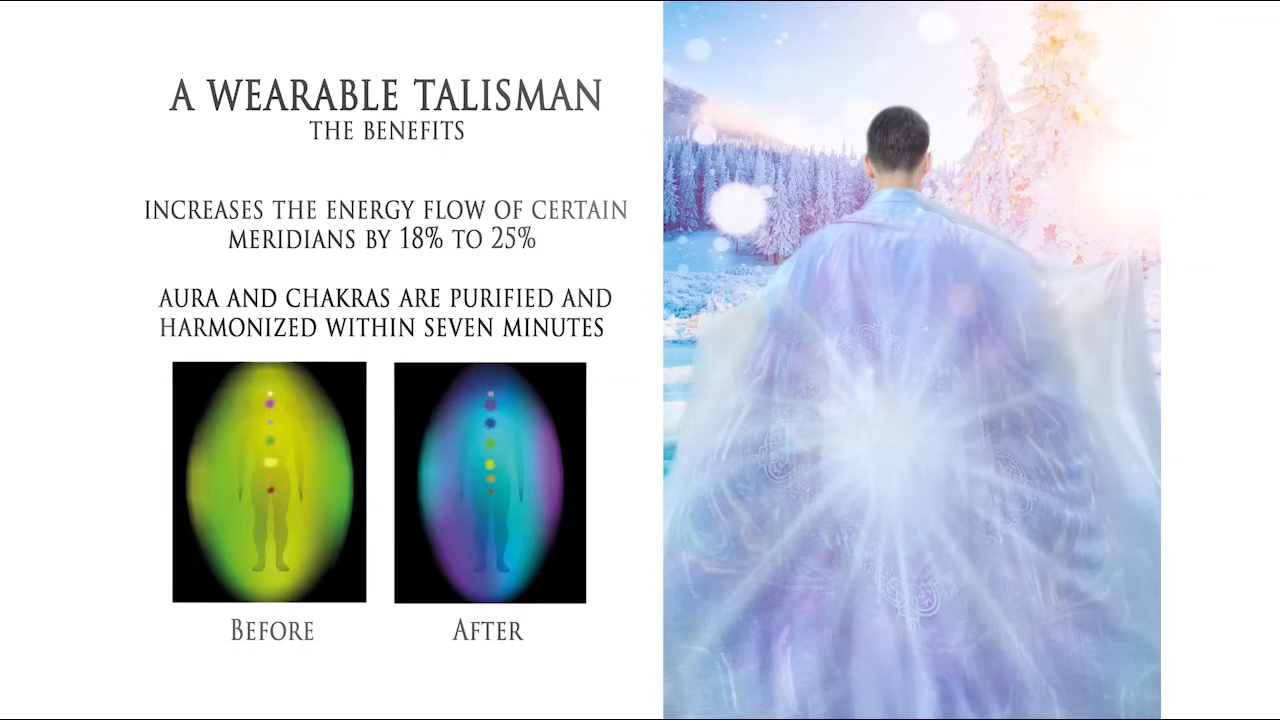 A WEARABLE TALISMAN
THE BENEFITS
INCREASES THE ENERGY FLOW OF CERTAIN
MERIDIANS BY 18% TO 25%
AURA AND CHAKRAS ARE PURIFIED AND
HARMONIZED WITHIN SEVEN MINUTES
BEFORE
AFTER